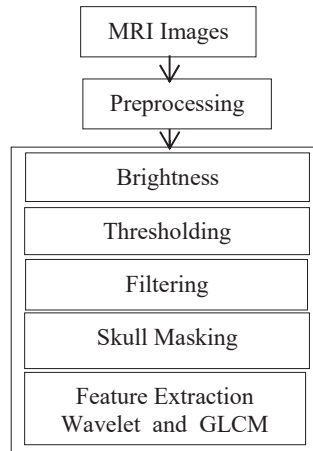 MRI Images
Preprocessing
Brightness
Thresholding
Filtering
Skull Masking
Feature Extraction
Wavelet and GLCM